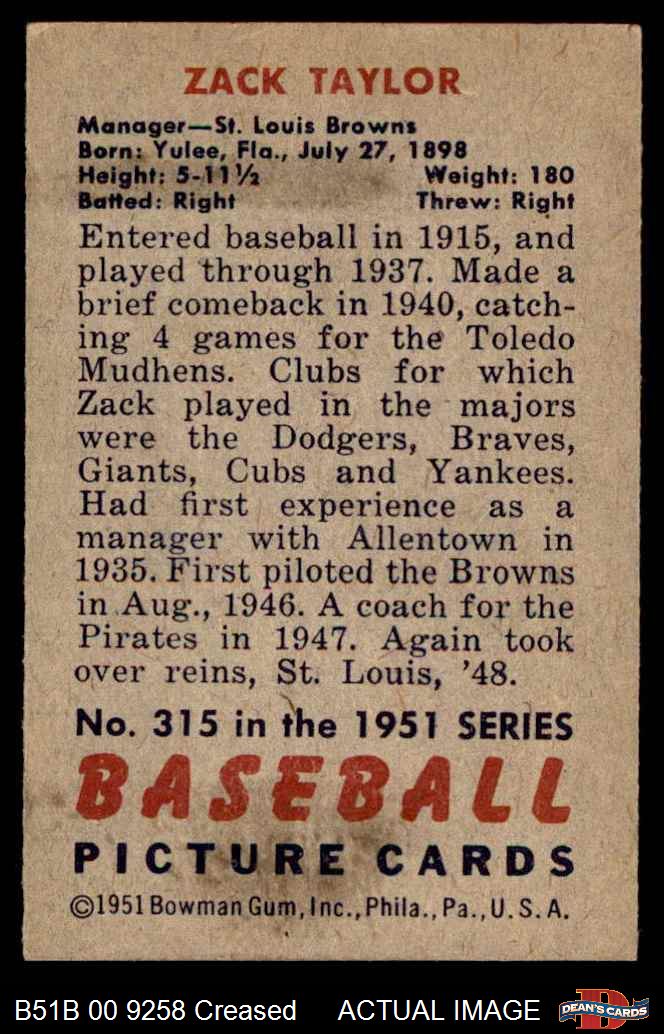 ZACK TAYLOR
Manager—St. Louis Browns
Born: Yulee, Fla., July 27, 1898
Height: 5-11½ Weight: 180
Batted: Right Threw: Right
Entered baseball in 1915, and
played through 1937. Made a
brief comeback in 1940, catch-
ing 4 games for the Toledo
Mudhens. Clubs for which
Zack played in the majors
were the Dodgers, Braves,
Giants, Cubs and Yankees.
Had first experience as a
manager with Allentown in
1935. First piloted the Browns
in Aug., 1946. A coach for the
Pirates in 1947. Again took
over reins, St. Louis, '48.
No. 315 in the 1951 SERIES
BASEBALL
PICTURE CARDS
©1951 Bowman Gum, Inc., Phila., Pa., U.S.A.
B51B 00 9258 Creased ACTUAL IMAGE
D
DEAN'S CARDS